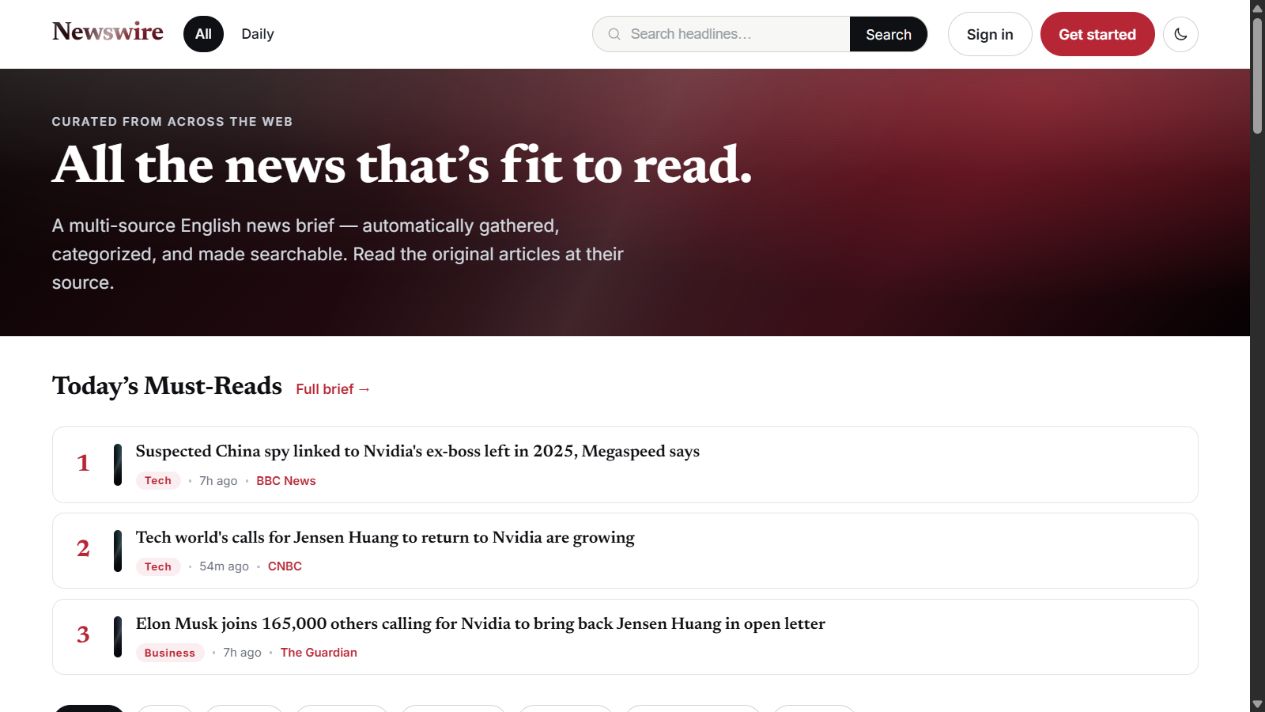 Newswire
All
Daily
Search headlines...
Search
Sign in
Get started
CURATED FROM ACROSS THE WEB
All the news that's fit to read.
A multi-source English news brief — automatically gathered,
categorized, and made searchable. Read the original articles at their
source.
Today's Must-Reads
Full brief →
1
Suspected China spy linked to Nvidia's ex-boss left in 2025, Megaspeed says
Tech · 7h ago · BBC News
2
Tech world's calls for Jensen Huang to return to Nvidia are growing
Tech · 54m ago · CNBC
3
Elon Musk joins 165,000 others calling for Nvidia to bring back Jensen Huang in open letter
Business · 7h ago · The Guardian